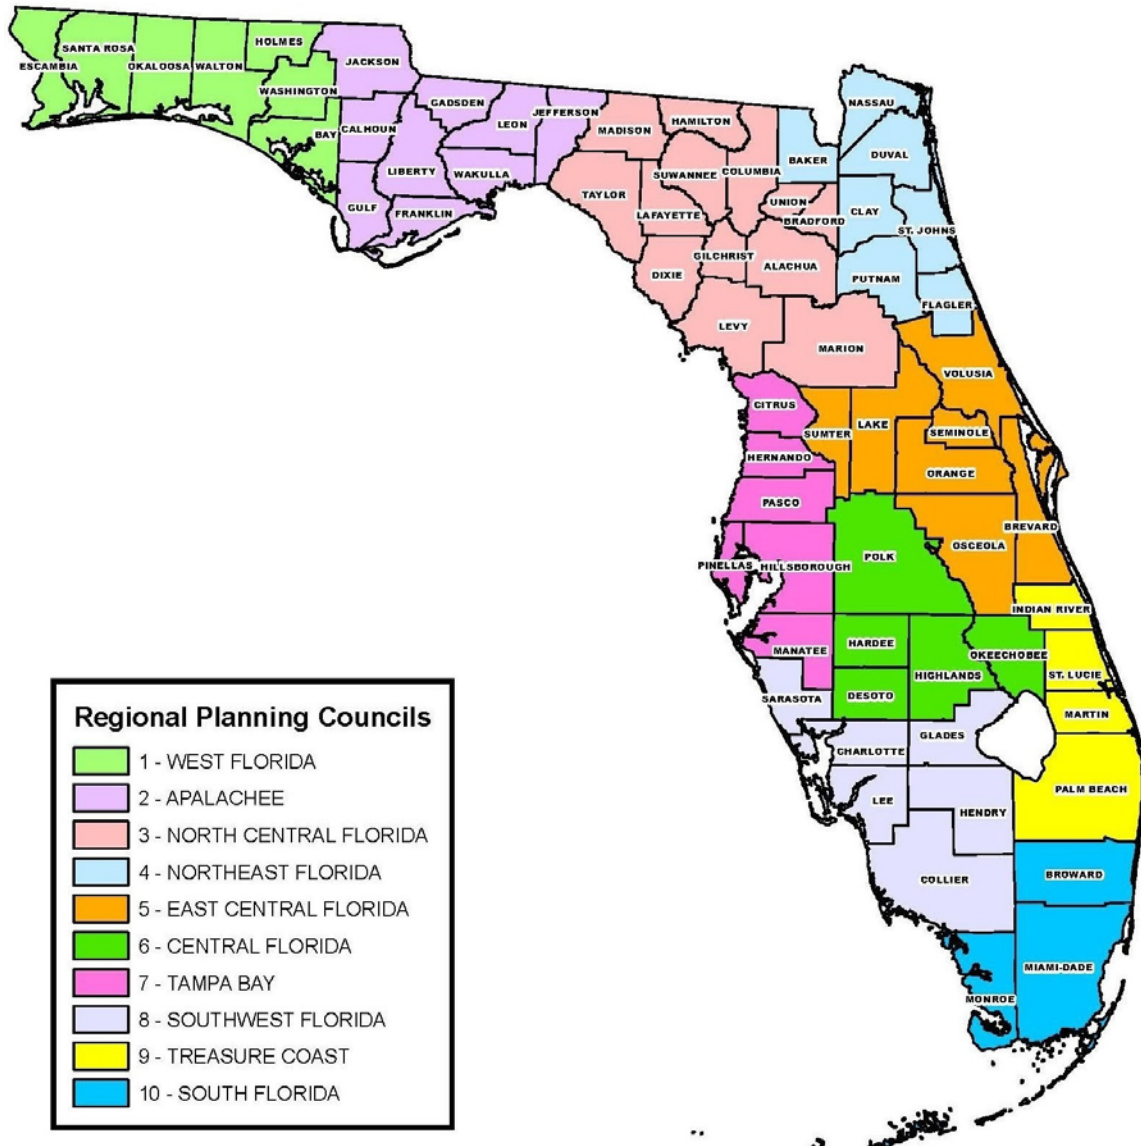 HOLMES
SANTA ROSA
JACKSON
ESCAMBIA
OKALOOSA
WALTON
WASHINGTON
GADSDEN
JEFFERSON
NASSAU
BAY
CALHOUN
LEON
MADISON
HAMILTON
DUVAL
BAKER
LIBERTY
WAKULLA
SUWANNEE
COLUMBIA
TAYLOR
UNION
GULF
FRANKLIN
LAFAYETTE
BRADFORD
CLAY
ST. JOHNS
GILCHRIST
ALACHUA
DIXIE
PUTNAM
FLAGLER
LEVY
MARION
VOLUSIA
CITRUS
SUMTER
LAKE
SEMINOLE
HERNANDO
ORANGE
PASCO
BREVARD
OSCEOLA
POLK
PINELLAS
HILLSBOROUGH
INDIAN RIVER
MANATEE
HARDEE
OKEECHOBEE
HIGHLANDS
ST. LUCIE
SARASOTA
DESOTO
MARTIN
GLADES
CHARLOTTE
PALM BEACH
LEE
HENDRY
COLLIER
BROWARD
MIAMI-DADE
MONROE
Regional Planning Councils
1 - WEST FLORIDA
2 - APALACHEE
3 - NORTH CENTRAL FLORIDA
4 - NORTHEAST FLORIDA
5 - EAST CENTRAL FLORIDA
6 - CENTRAL FLORIDA
7 - TAMPA BAY
8 - SOUTHWEST FLORIDA
9 - TREASURE COAST
10 - SOUTH FLORIDA